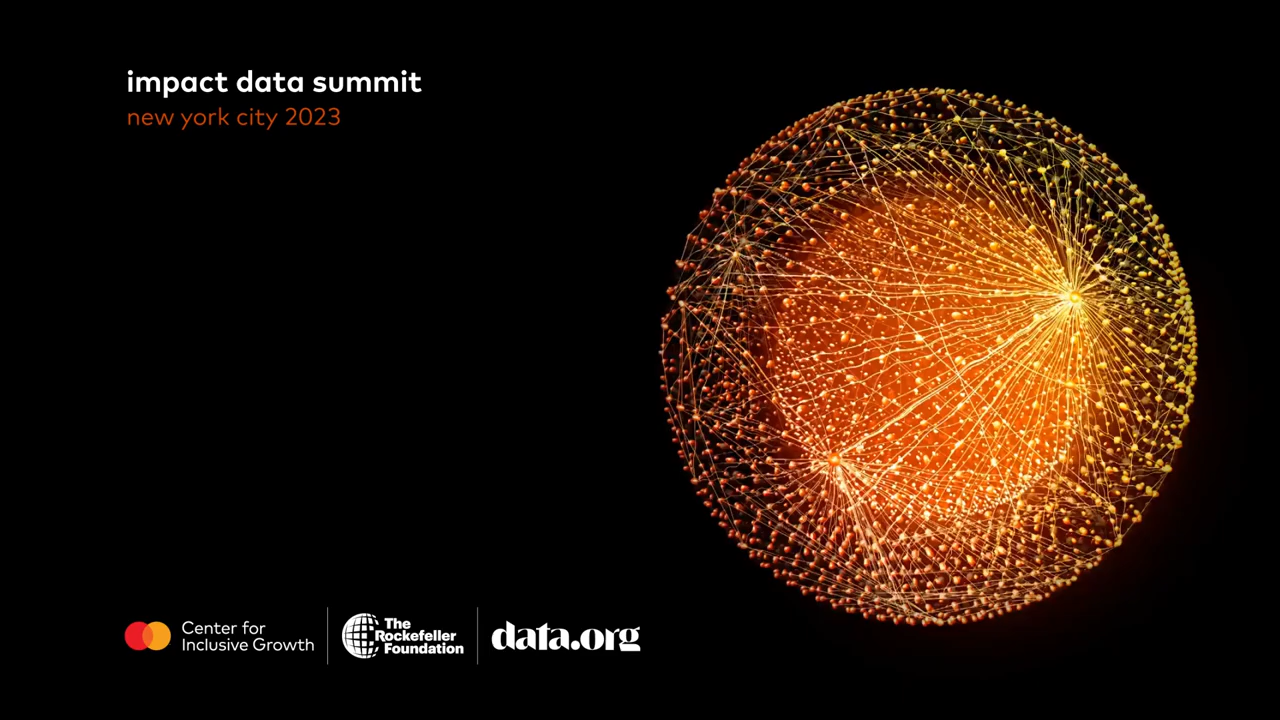 impact data summit
new york city 2023
Center for
Inclusive Growth
The
Rockefeller
Foundation
data.org